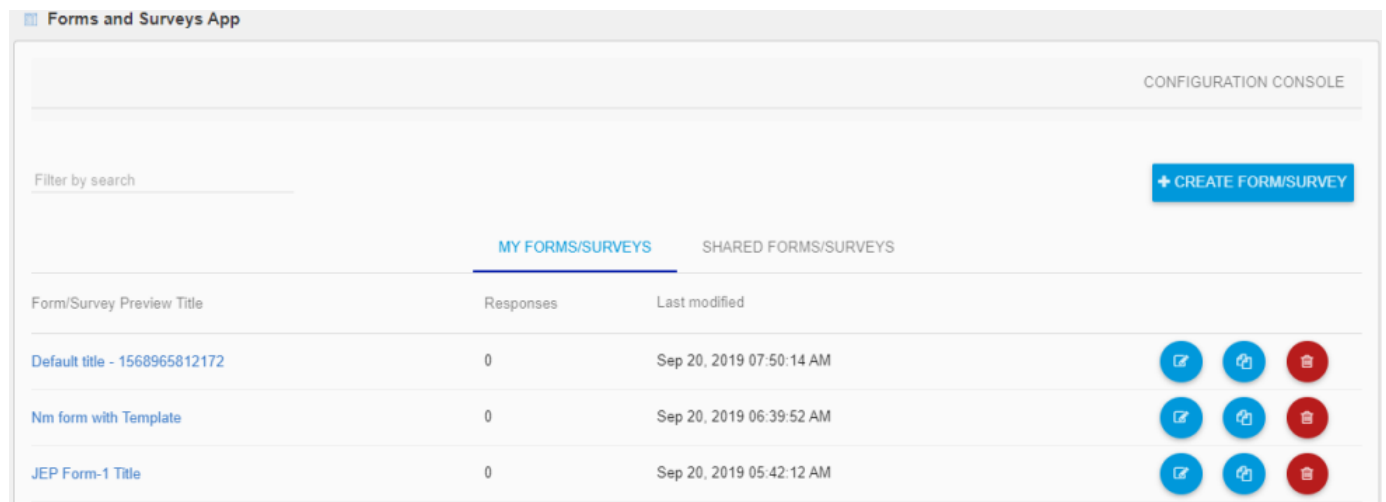 Forms and Surveys App
CONFIGURATION CONSOLE
Filter by search
+ CREATE FORM/SURVEY
MY FORMS/SURVEYS SHARED FORMS/SURVEYS
Form/Survey Preview Title Responses Last modified
Default title - 1568965812172 0 Sep 20, 2019 07:50:14 AM
Nm form with Template 0 Sep 20, 2019 06:39:52 AM
JEP Form-1 Title 0 Sep 20, 2019 05:42:12 AM